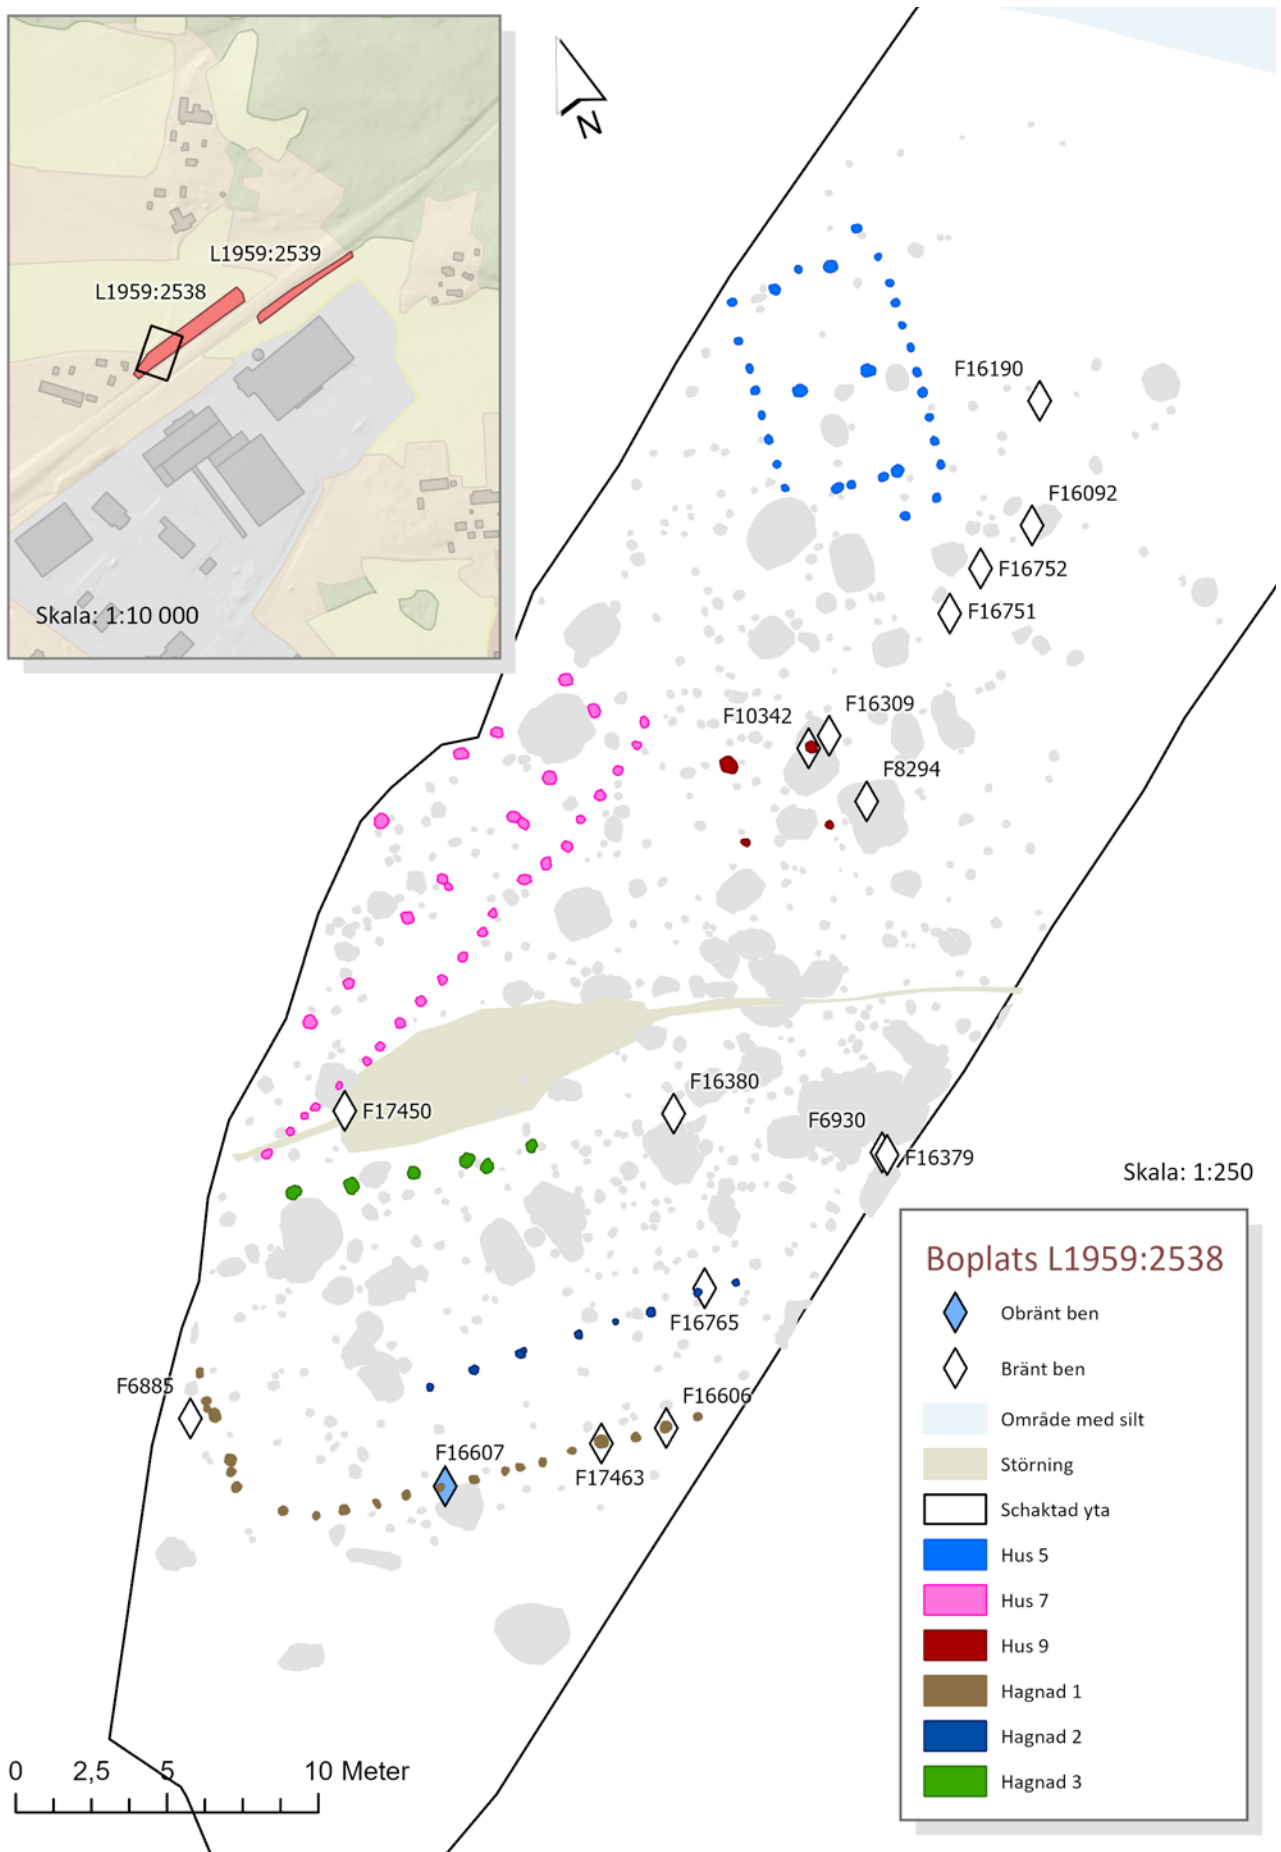 L1959:2539
L1959:2538
Skala: 1:10 000
N
F16190
F16092
F16752
F16751
F10342
F16309
F8294
F17450
F16380
F6930
F16379
F16765
F6885
F16606
F16607
F17463
Skala: 1:250
Boplats L1959:2538
Obränt ben
Bränt ben
Område med silt
Störning
Schaktad yta
Hus 5
Hus 7
Hus 9
Hagnad 1
Hagnad 2
Hagnad 3
0 2,5 5 10 Meter